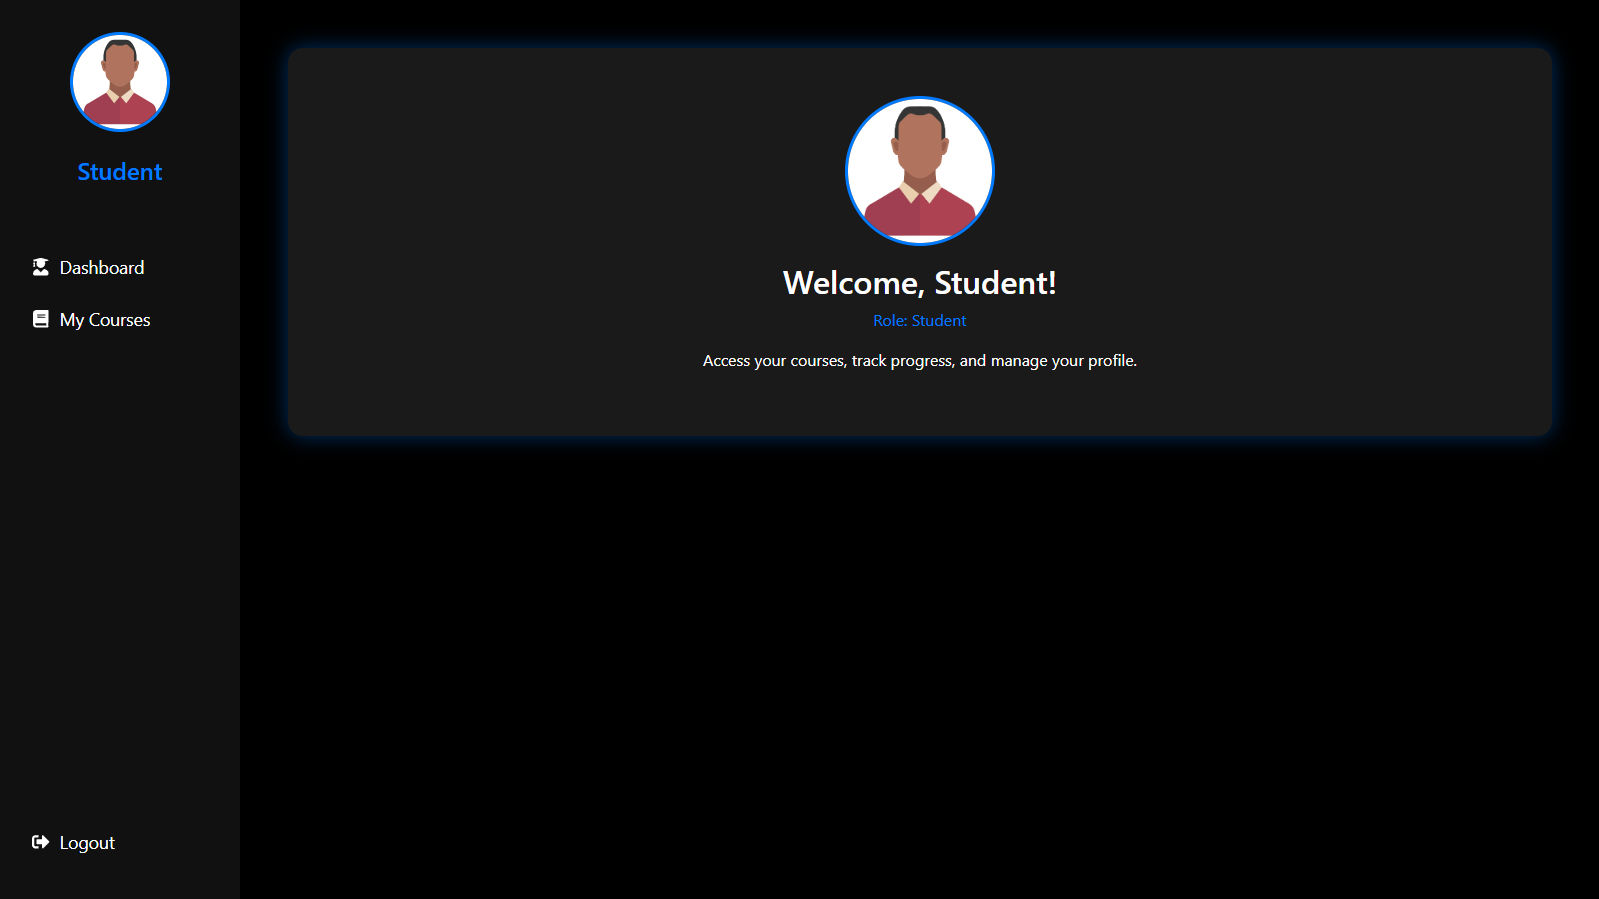 Student
Dashboard
My Courses
Logout
Welcome, Student!
Role: Student
Access your courses, track progress, and manage your profile.